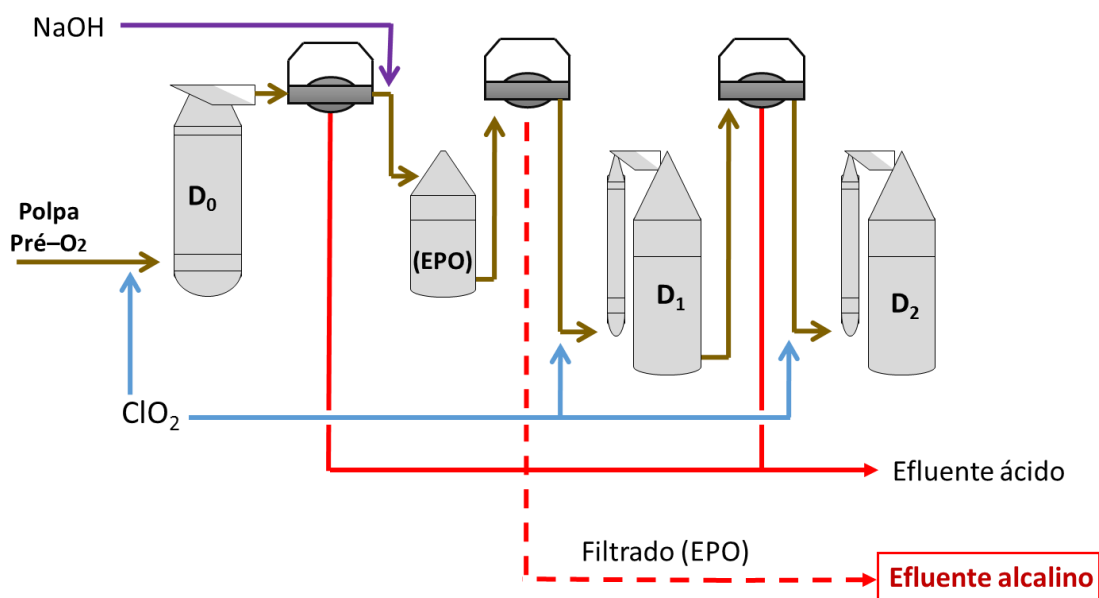 NaOH
D₀
Polpa
Pré–O₂
(EPO)
D₁
D₂
ClO₂
Efluente ácido
Filtrado (EPO)
Efluente alcalino